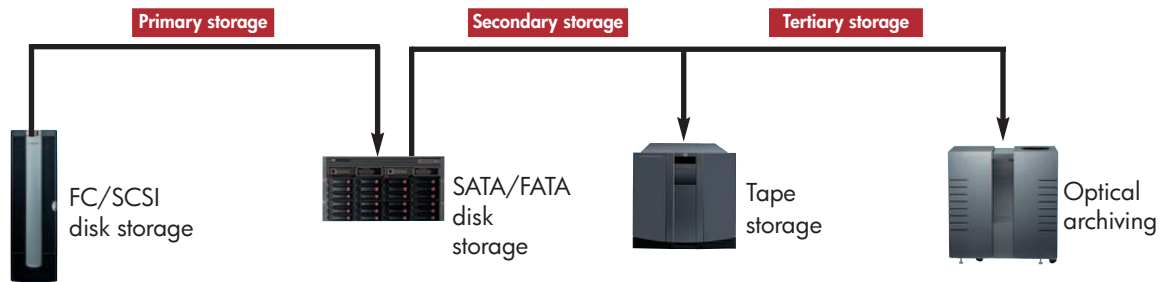 Primary storage
Secondary storage
Tertiary storage
FC/SCSI
disk storage
SATA/FATA
disk
storage
Tape
storage
Optical
archiving